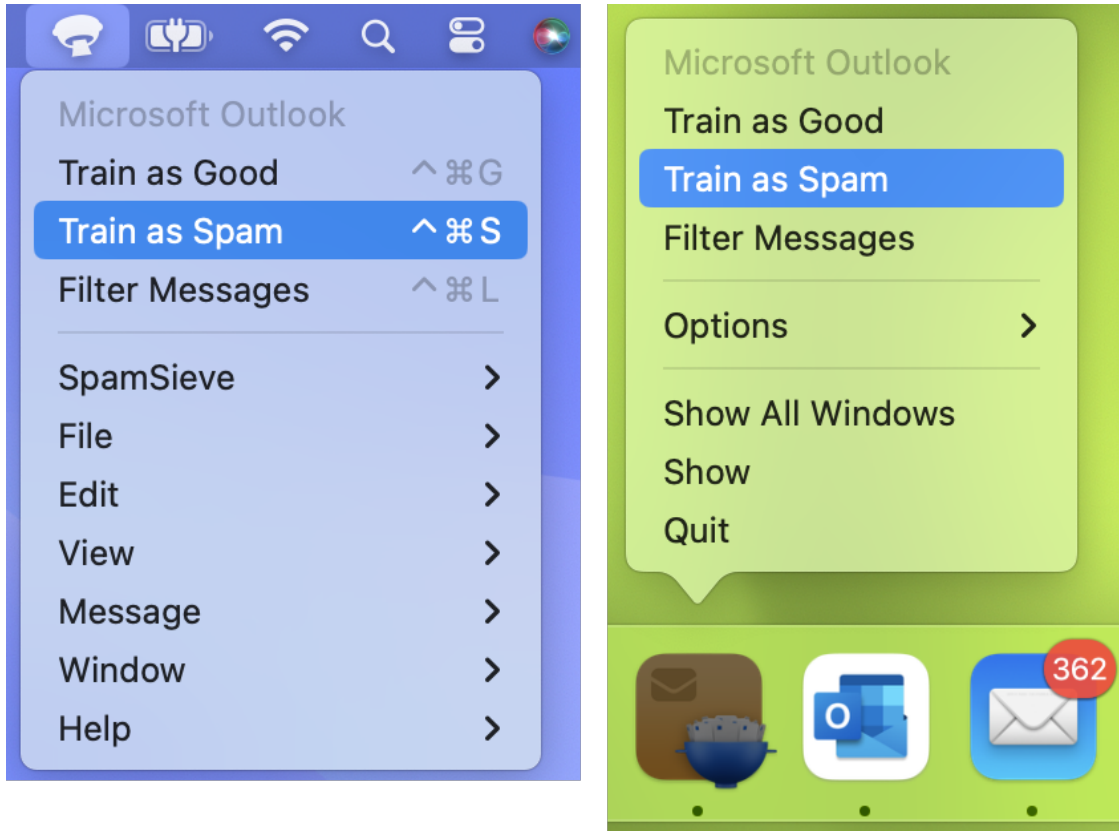 Microsoft Outlook
Train as Good ^⌘G
Train as Spam ^⌘S
Filter Messages ^⌘L
SpamSieve
File
Edit
View
Message
Window
Help
Microsoft Outlook
Train as Good
Train as Spam
Filter Messages
Options
Show All Windows
Show
Quit
O
362